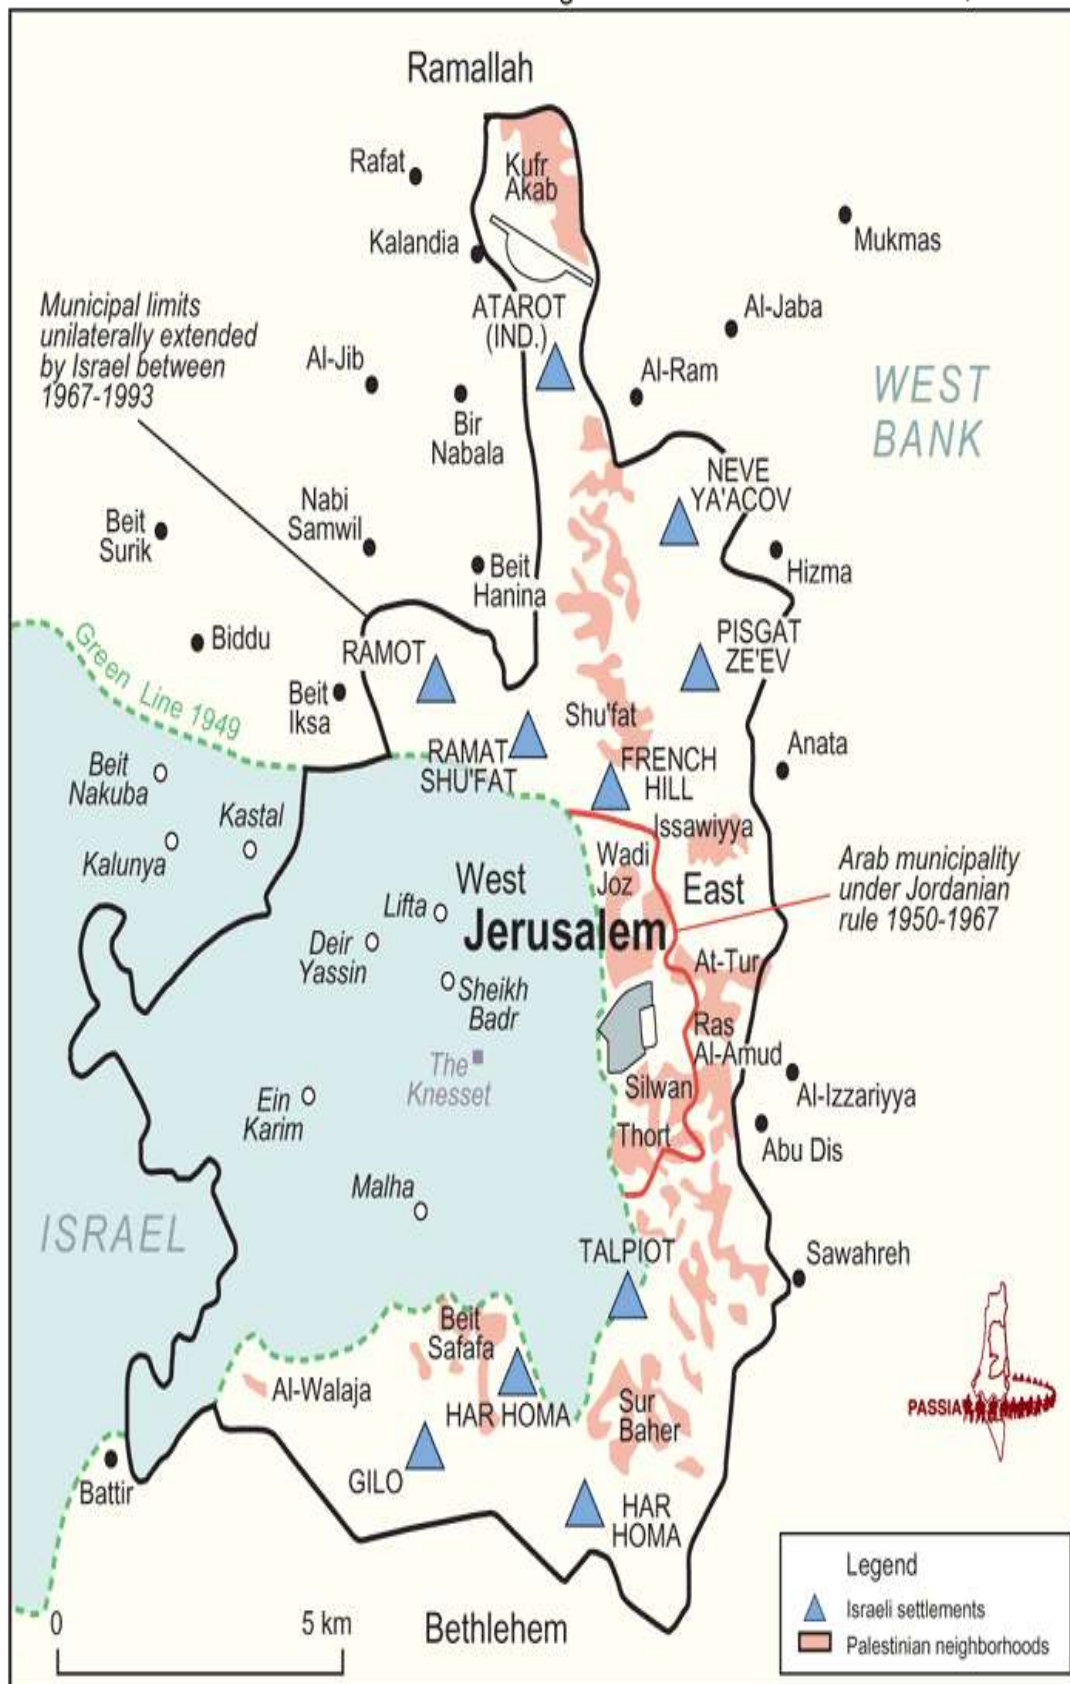 Ramallah
Rafat
Kufr
Akab
Kalandia
Mukmas
ATAROT
(IND.)
Municipal limits
unilaterally extended
by Israel between
1967-1993
Al-Jaba
Al-Jib
Al-Ram
WEST
BANK
Bir
Nabala
NEVE
YA'ACOV
Nabi
Samwil
Beit
Surik
Beit
Hanina
Hizma
Biddu
Green Line 1949
RAMOT
PISGAT
ZE'EV
Beit
Iksa
Shu'fat
RAMAT
SHU'FAT
FRENCH
HILL
Anata
Beit
Nakuba
Kastal
Kalunya
Issawiyya
Wadi
Joz
Arab municipality
under Jordanian
rule 1950-1967
West
East
Jerusalem
Lifta
Deir
Yassin
Sheikh
Badr
At-Tur
Ras
Al-Amud
The
Knesset
Silwan
Al-Izzariyya
Ein
Karim
Thort
Abu Dis
Malha
ISRAEL
TALPIOT
Sawahreh
Beit
Safafa
Al-Walaja
HAR HOMA
Sur
Baher
PASSIA
GILO
Battir
HAR
HOMA
Legend
Israeli settlements
Palestinian neighborhoods
0
5 km
Bethlehem